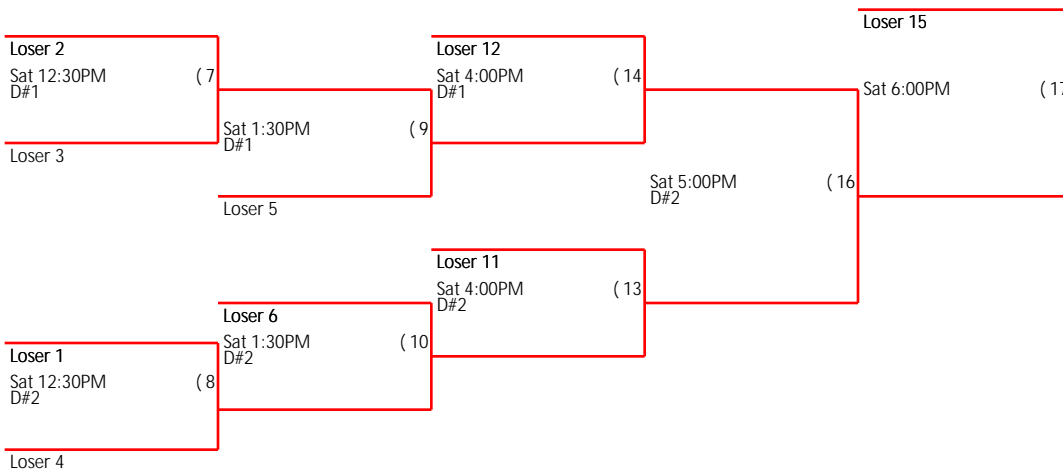 Loser 15
Loser 2
Loser 12
Sat 12:30PM ( 7
D#1
Sat 4:00PM ( 14
D#1
Sat 6:00PM ( 17
Sat 1:30PM ( 9
D#1
Loser 3
Sat 5:00PM ( 16
D#2
Loser 5
Loser 11
Sat 4:00PM ( 13
D#2
Loser 6
Sat 1:30PM ( 10
D#2
Loser 1
Sat 12:30PM ( 8
D#2
Loser 4